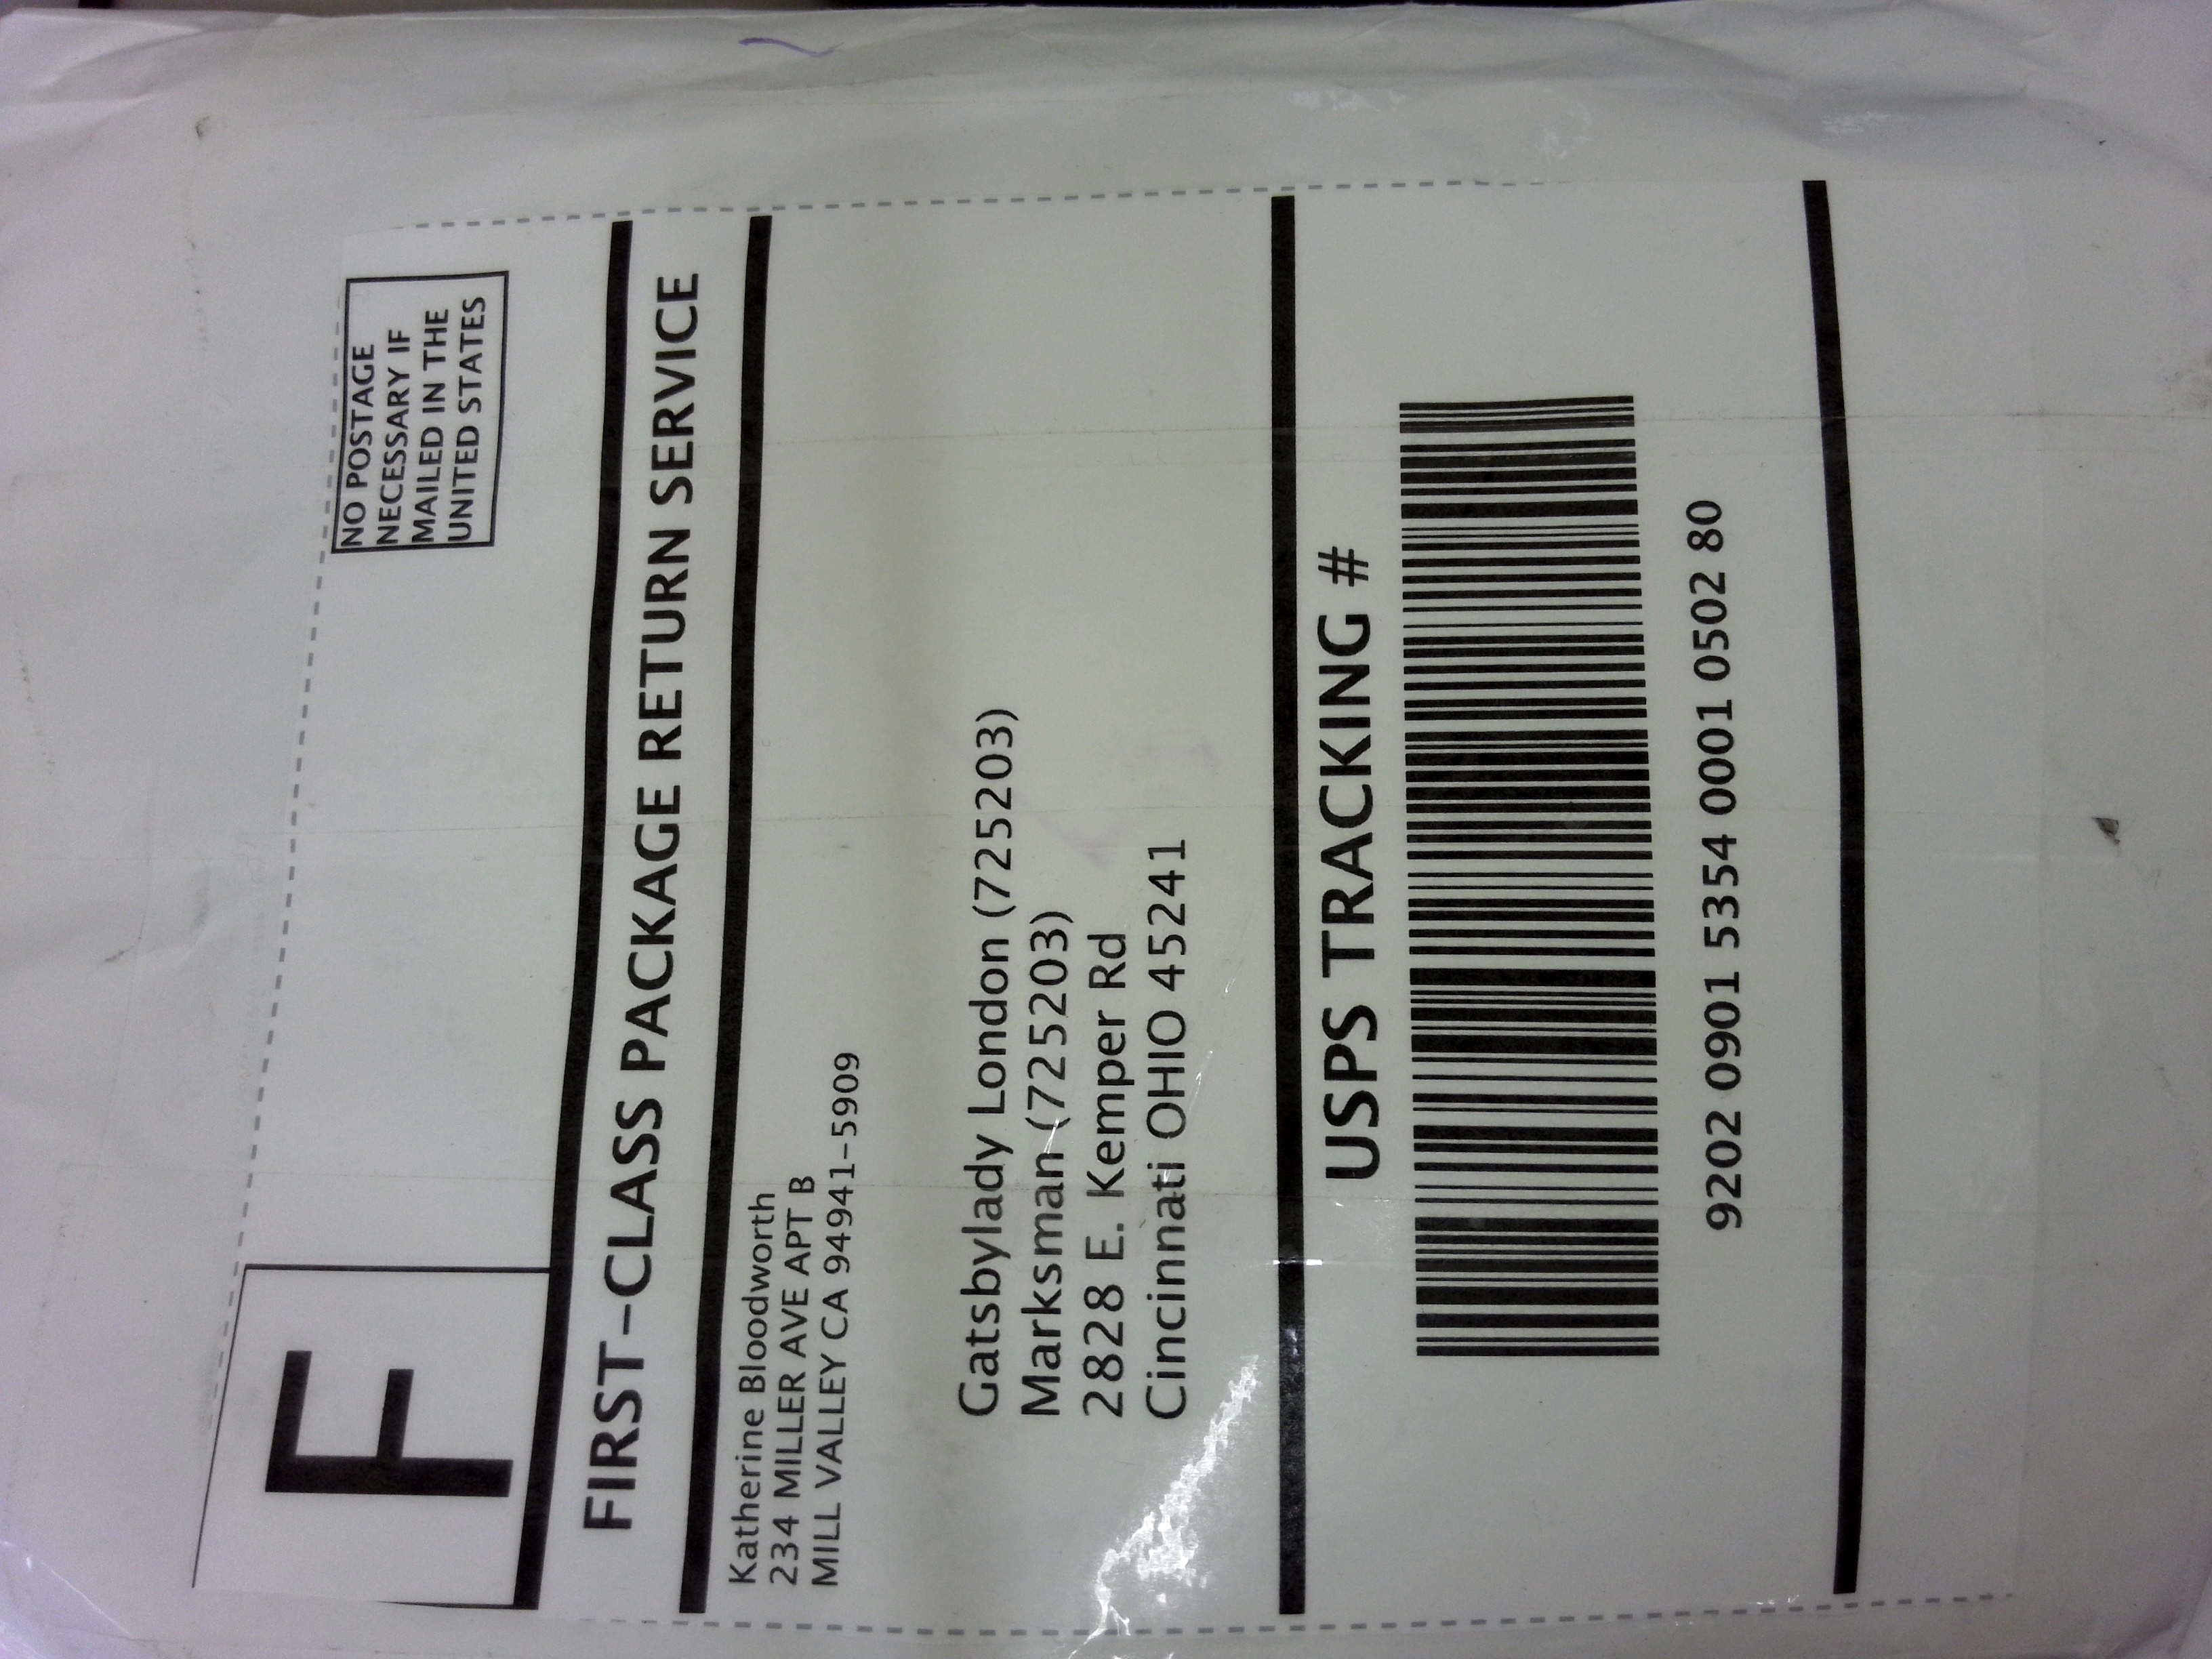 F
NO POSTAGE
NECESSARY IF
MAILED IN THE
UNITED STATES
FIRST-CLASS PACKAGE RETURN SERVICE
Katherine Bloodworth
234 MILLER AVE APT B
MILL VALLEY CA 94941-5909
Gatsbylady London (725203)
Marksman (725203)
2828 E. Kemper Rd
Cincinnati OHIO 45241
USPS TRACKING #
9202 0901 5354 0001 0502 80